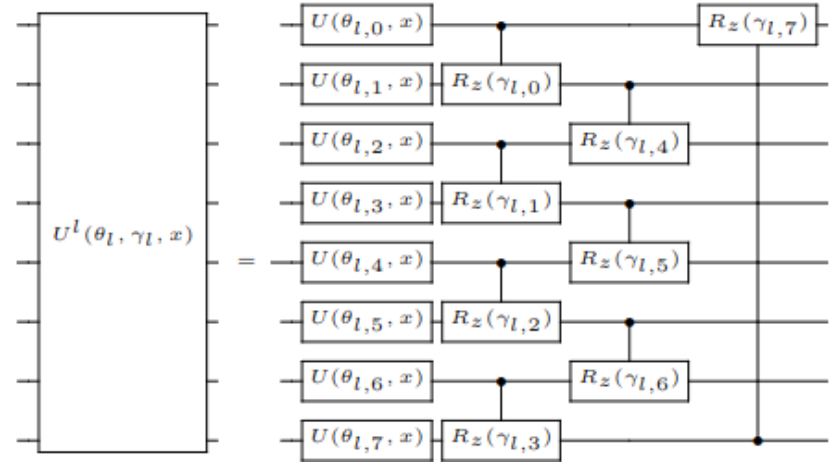 U(θ_{l,0}, x) R_z(γ_{l,7})
U(θ_{l,1}, x) R_z(γ_{l,0})
U(θ_{l,2}, x) R_z(γ_{l,4})
U(θ_{l,3}, x) R_z(γ_{l,1})
U^l(θ_l, γ_l, x) = U(θ_{l,4}, x) R_z(γ_{l,5})
U(θ_{l,5}, x) R_z(γ_{l,2})
U(θ_{l,6}, x) R_z(γ_{l,6})
U(θ_{l,7}, x) R_z(γ_{l,3})